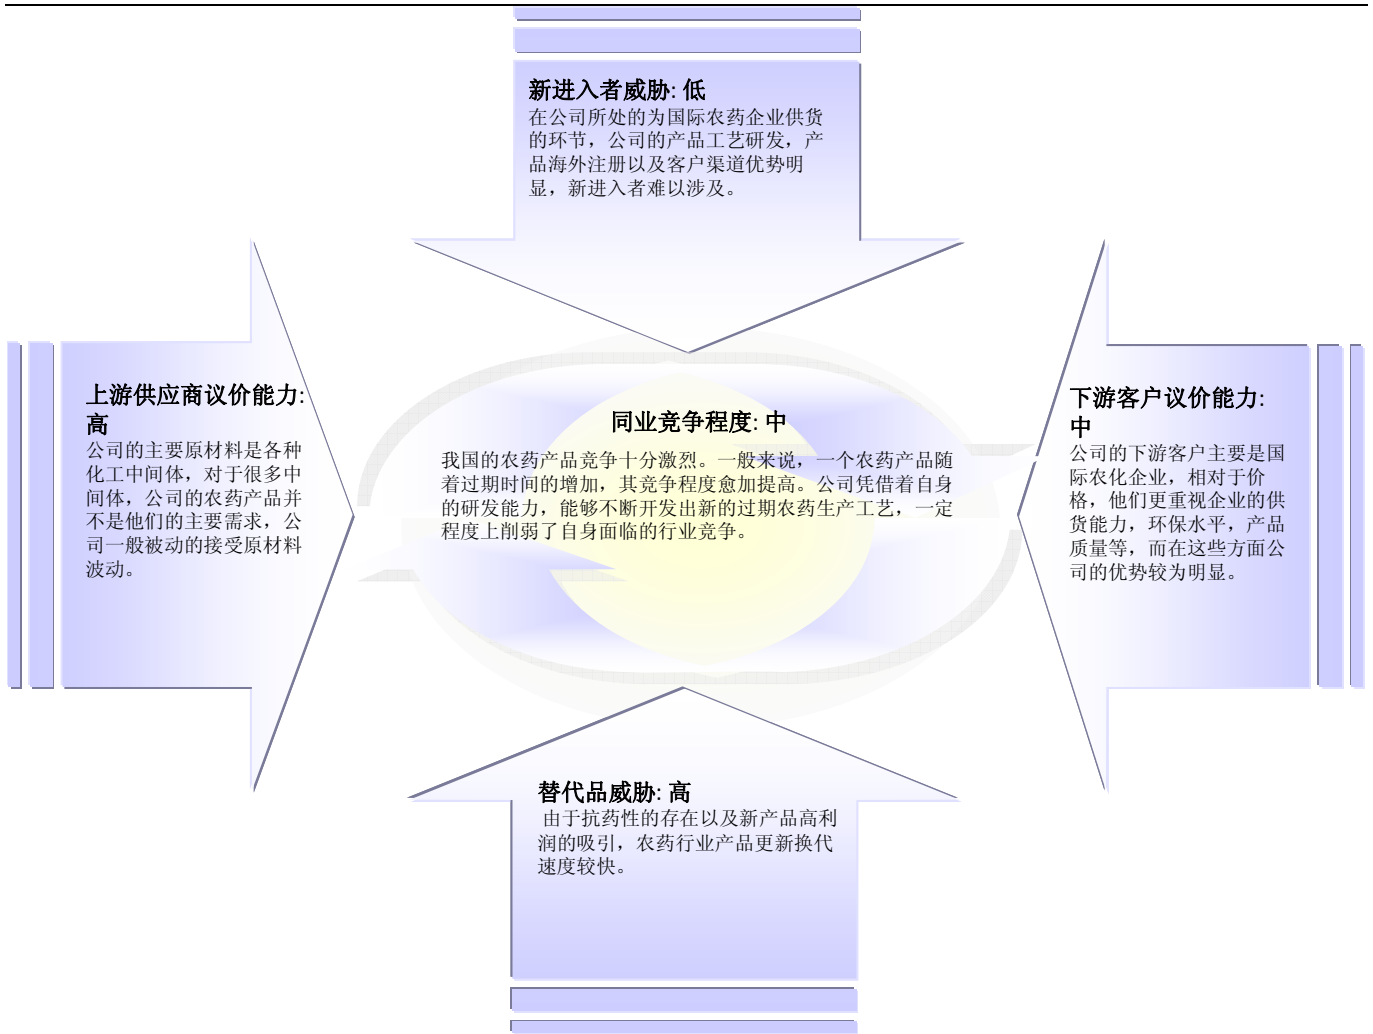 新进入者威胁: 低
在公司所处的为国际农药企业供货
的环节，公司的产品工艺研发，产
品海外注册以及客户渠道优势明
显，新进入者难以涉及。
上游供应商议价能力:
高
公司的主要原材料是各种
化工中间体，对于很多中
间体，公司的农药产品并
不是他们的主要需求，公
司一般被动的接受原材料
波动。
同业竞争程度: 中
我国的农药产品竞争十分激烈。一般来说，一个农药产品随
着过期时间的增加，其竞争程度愈加提高。公司凭借着自身
的研发能力，能够不断开发出新的过期农药生产工艺，一定
程度上削弱了自身面临的行业竞争。
下游客户议价能力:
中
公司的下游客户主要是国
际农化企业，相对于价
格，他们更重视企业的供
货能力，环保水平，产品
质量等，而在这些方面公
司的优势较为明显。
替代品威胁: 高
由于抗药性的存在以及新产品高利
润的吸引，农药行业产品更新换代
速度较快。